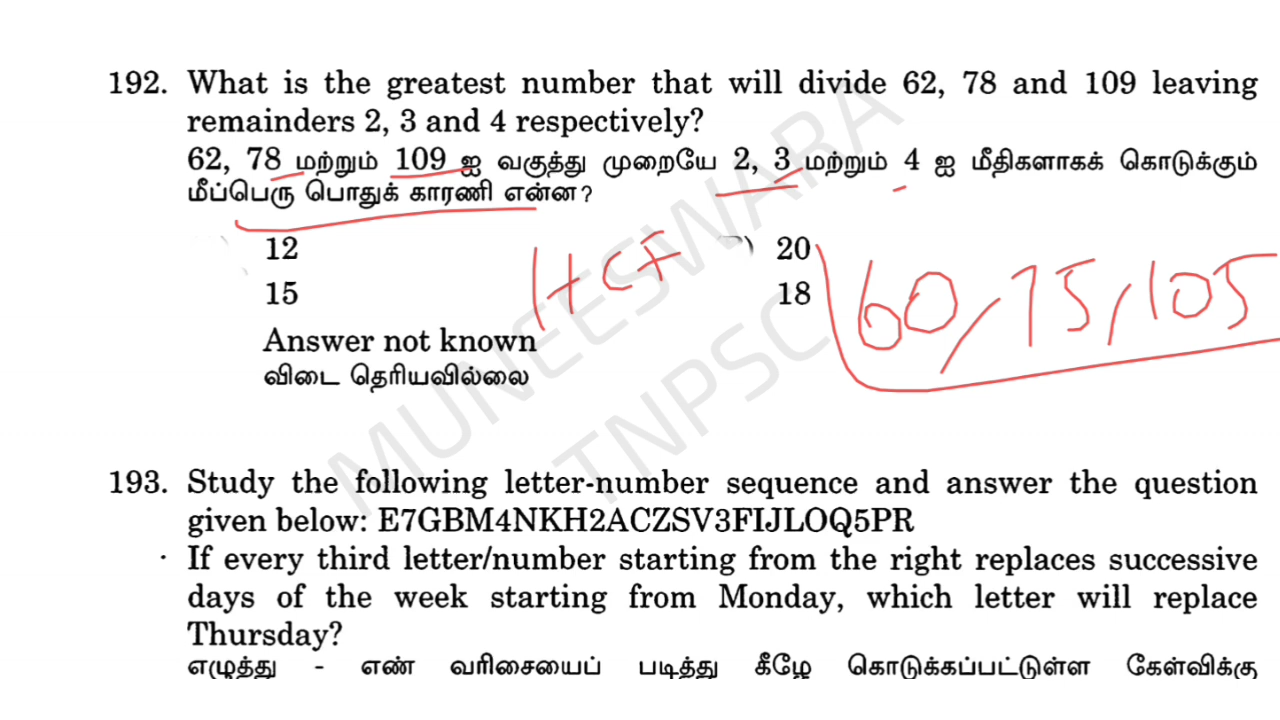 192. What is the greatest number that will divide 62, 78 and 109 leaving
remainders 2, 3 and 4 respectively?
62, 78 மற்றும் 109 ஐ வகுத்து முறையே 2, 3 மற்றும் 4 ஐ மீதிகளாகக் கொடுக்கும்
மீப்பெரு பொதுக் காரணி என்ன?
12 20
15 18
HCF 60, 75, 105
Answer not known
விடை தெரியவில்லை
MUNEESWARA
TNPSC
193. Study the following letter-number sequence and answer the question
given below: E7GBM4NKH2ACZSV3FIJLOQ5PR
· If every third letter/number starting from the right replaces successive
days of the week starting from Monday, which letter will replace
Thursday?
எழுத்து - எண் வரிசையைப் படித்து கீழே கொடுக்கப்பட்டுள்ள கேள்விக்கு